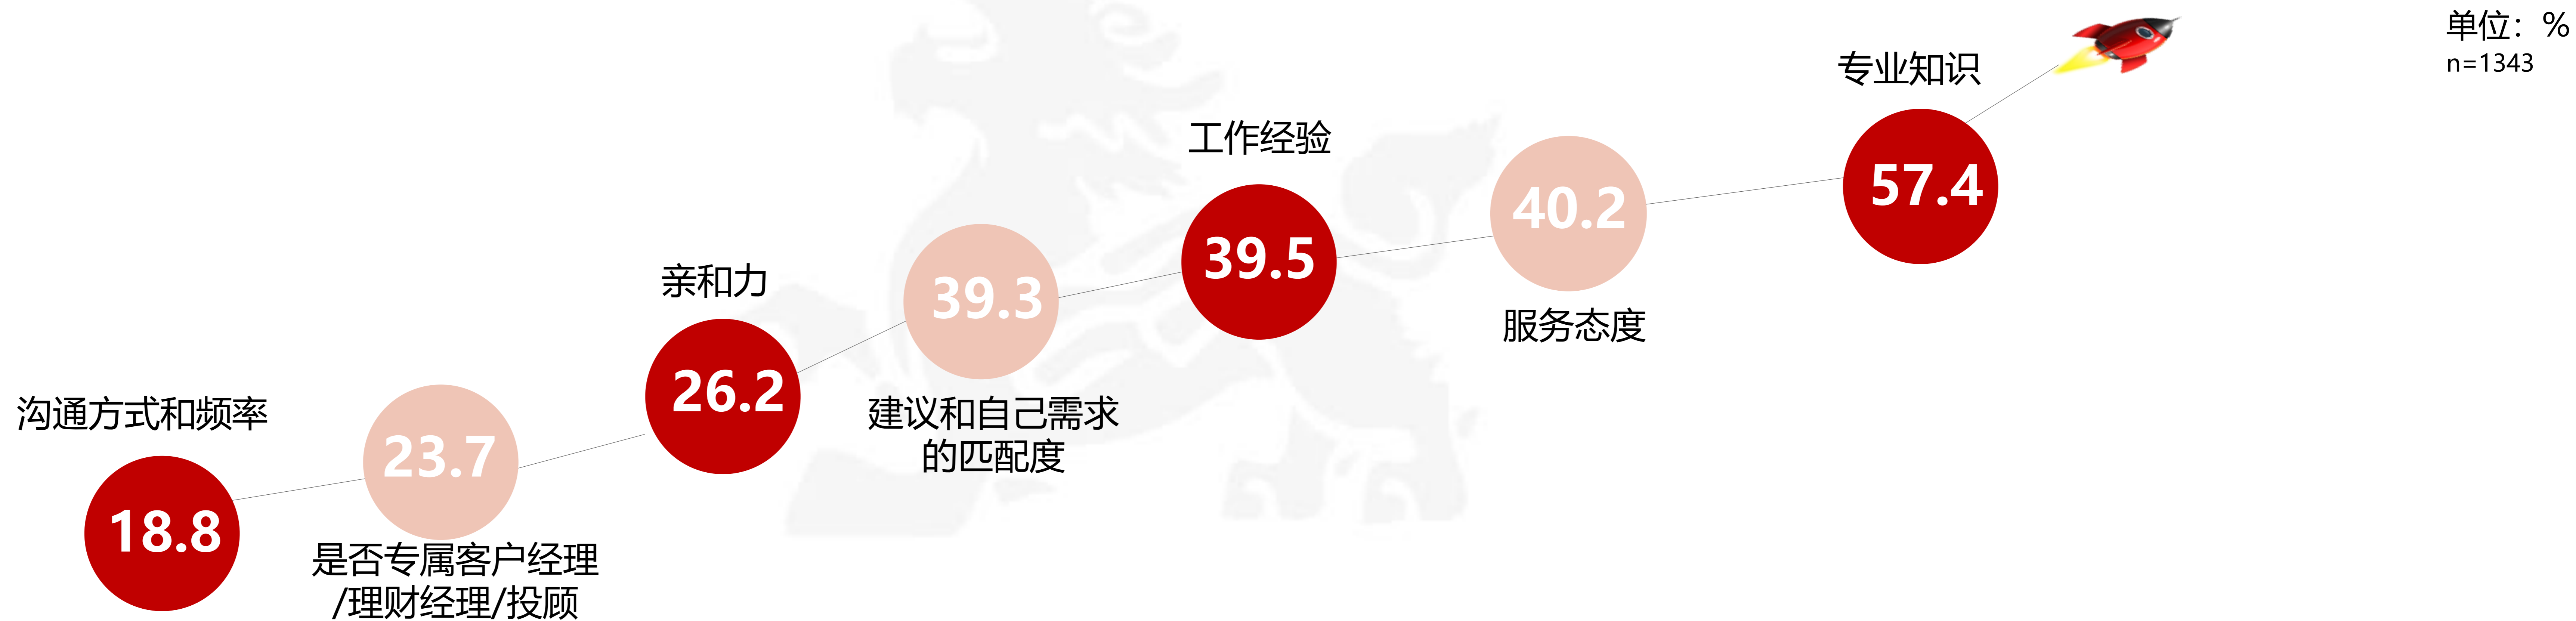 单位：%
n=1343
专业知识
57.4
工作经验
39.5
40.2
服务态度
亲和力
26.2
39.3
建议和自己需求
的匹配度
沟通方式和频率
18.8
23.7
是否专属客户经理
/理财经理/投顾